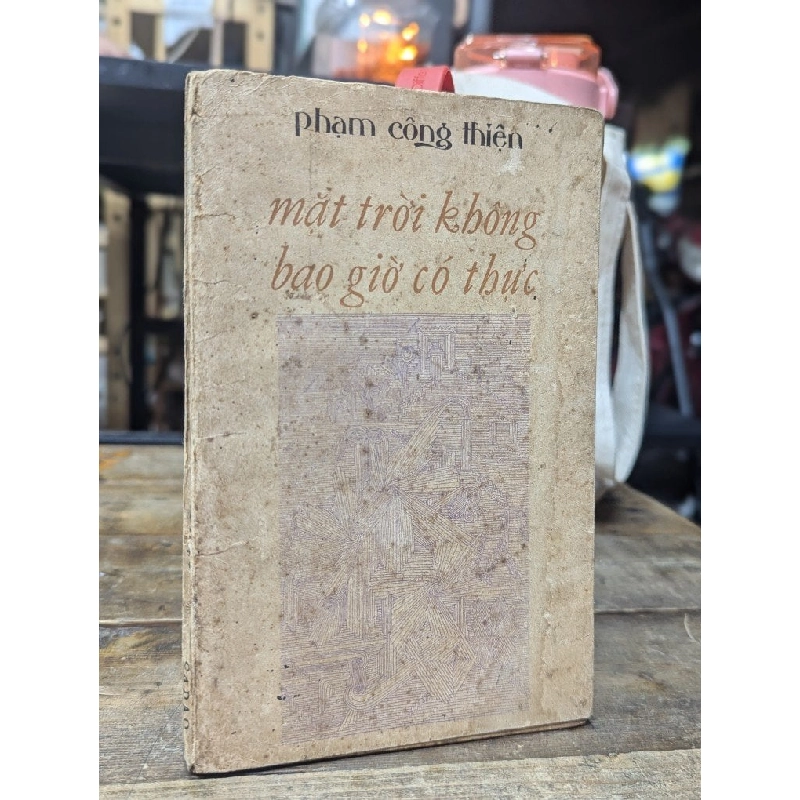 phạm công thiện
mặt trời không
bao giờ có thực